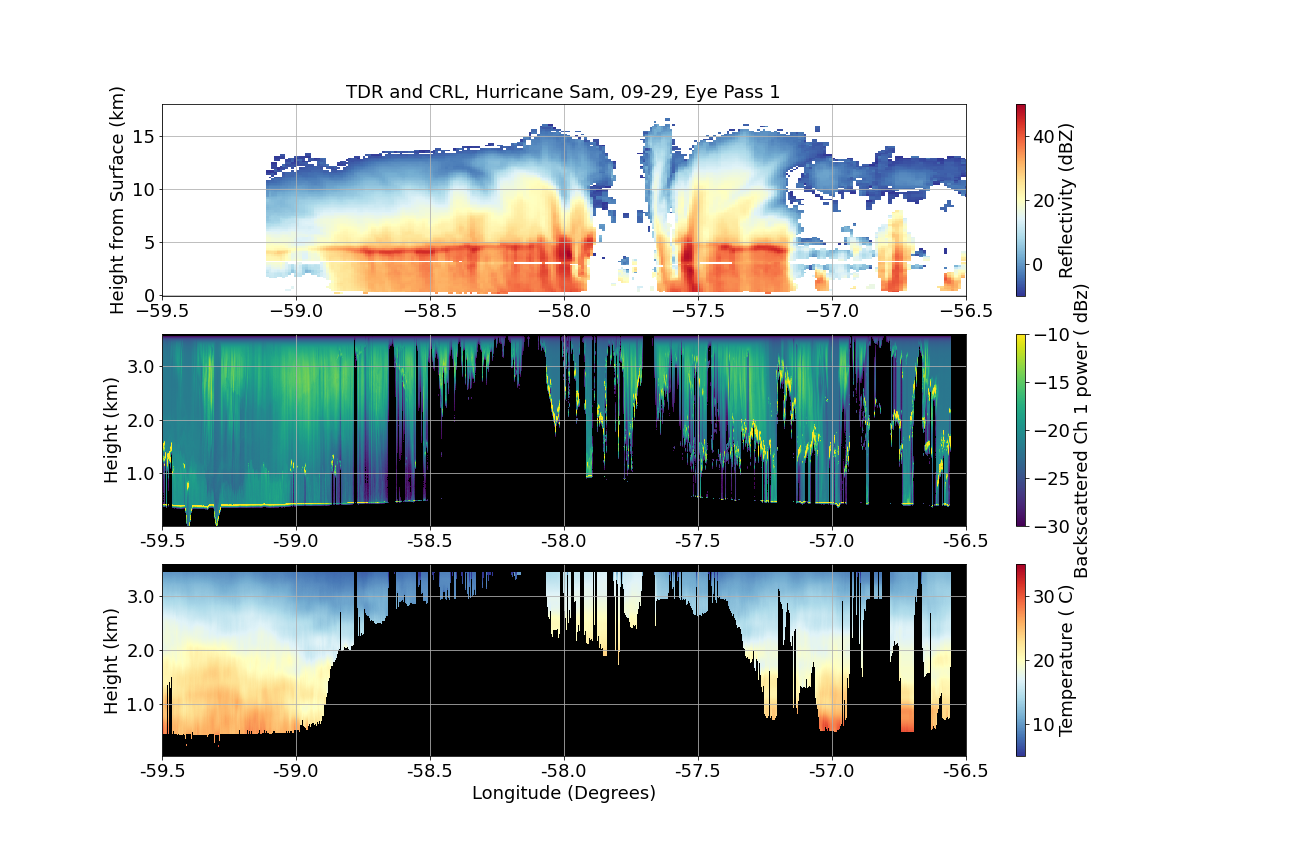 TDR and CRL, Hurricane Sam, 09-29, Eye Pass 1
Height from Surface (km)
15
10
5
0
−59.5 −59.0 −58.5 −58.0 −57.5 −57.0 −56.5
40
20
0
Reflectivity (dBZ)
Height (km)
3.0
2.0
1.0
-59.5 -59.0 -58.5 -58.0 -57.5 -57.0 -56.5
−10
−15
−20
−25
−30
Backscattered Ch 1 power ( dBz)
Height (km)
3.0
2.0
1.0
-59.5 -59.0 -58.5 -58.0 -57.5 -57.0 -56.5
Longitude (Degrees)
30
20
10
Temperature ( C)